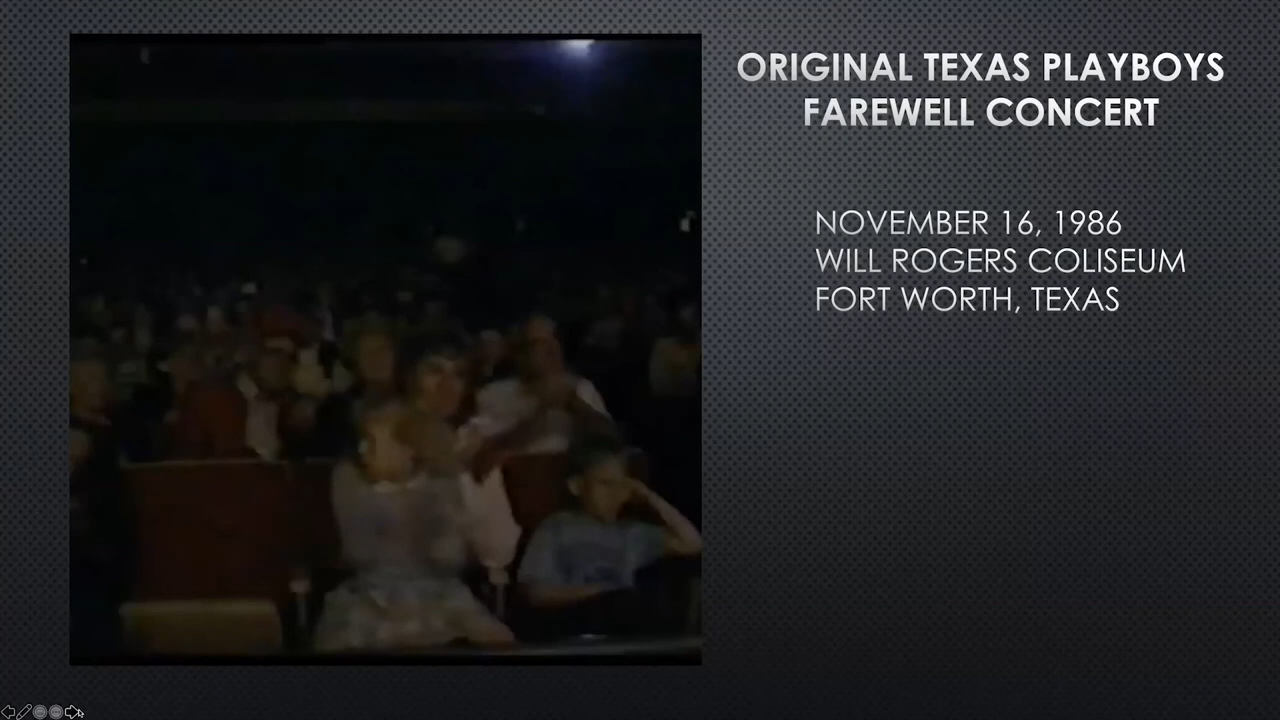 ORIGINAL TEXAS PLAYBOYS
FAREWELL CONCERT
NOVEMBER 16, 1986
WILL ROGERS COLISEUM
FORT WORTH, TEXAS